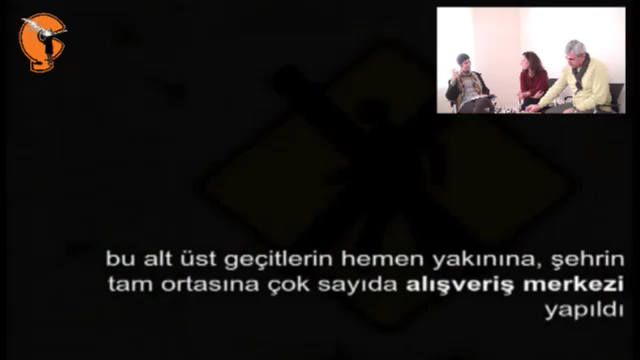 bu alt üst geçitlerin hemen yakınına, şehrin
tam ortasına çok sayıda alışveriş merkezi
yapıldı